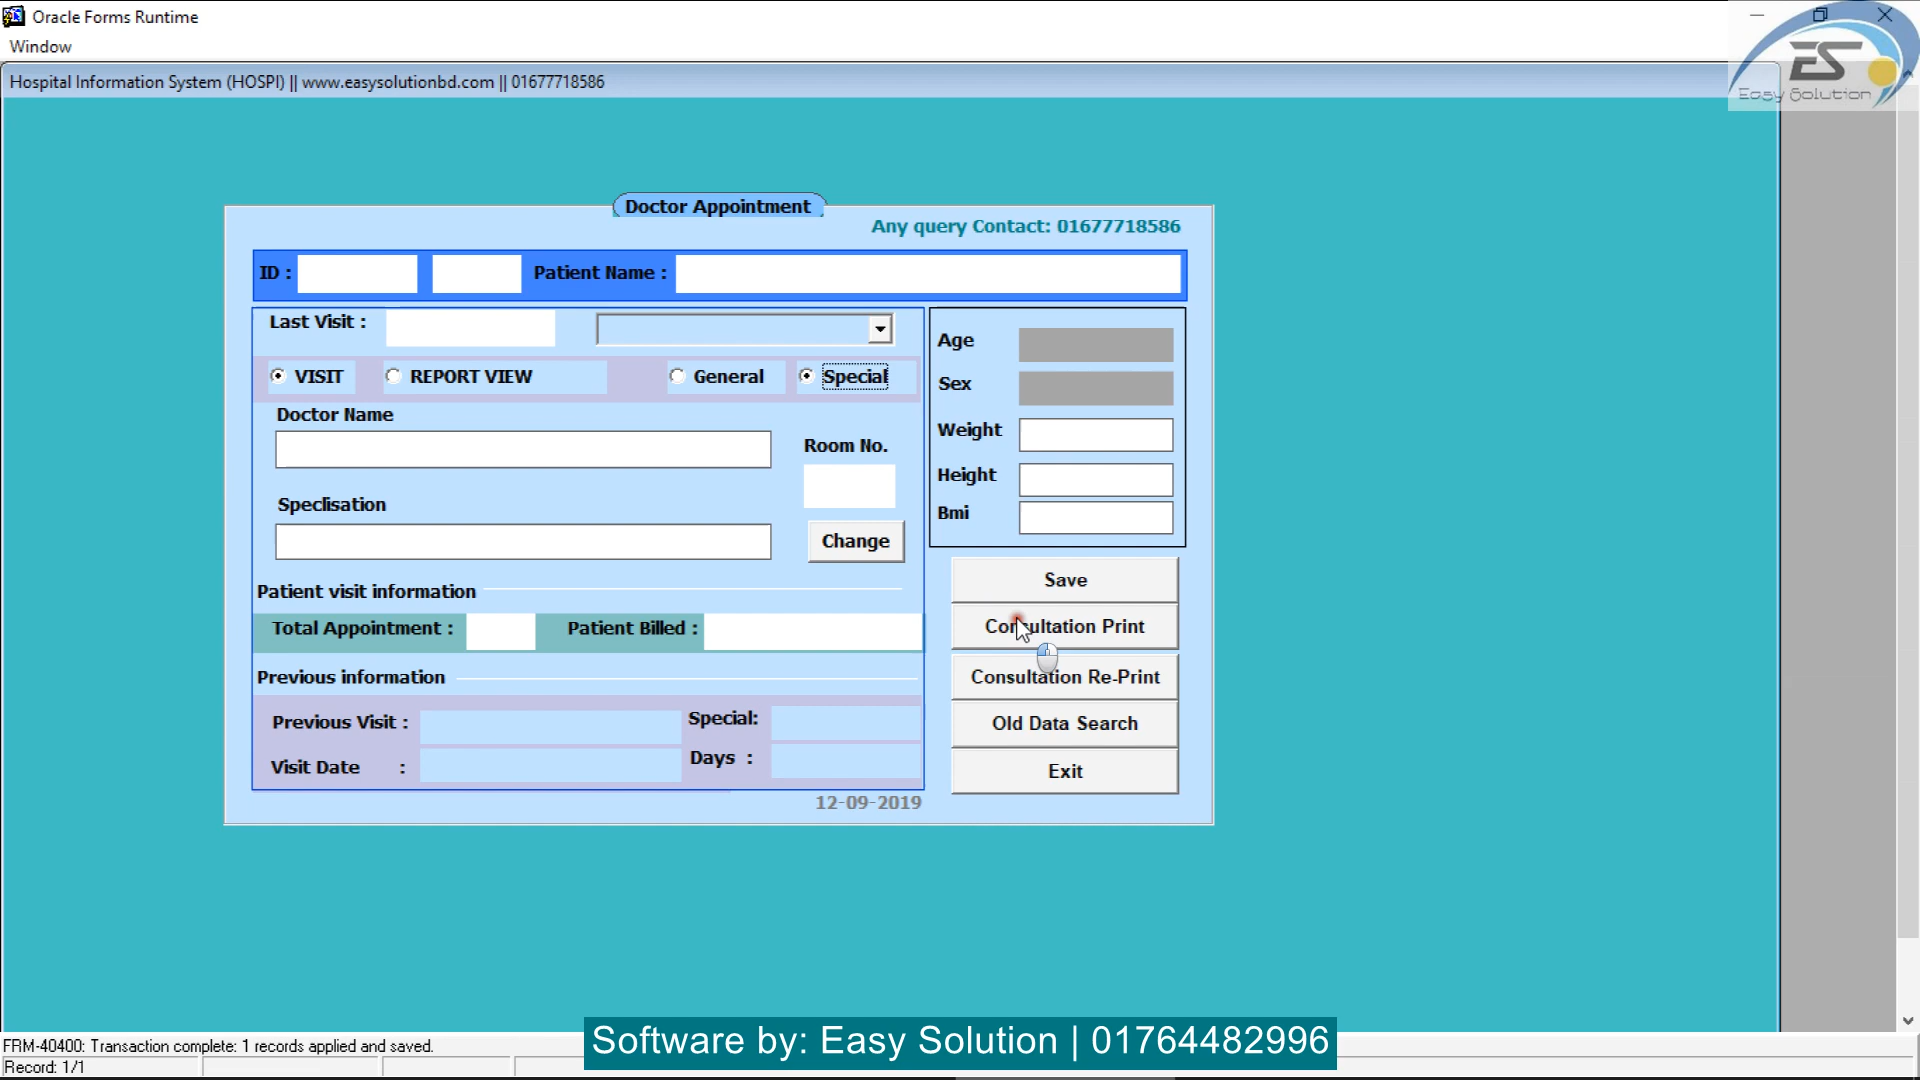 Oracle Forms Runtime
Window
Hospital Information System (HOSPI) || www.easysolutionbd.com || 01677718586
ES
Easy Solution
Doctor Appointment
Any query Contact: 01677718586
ID :
Patient Name :
Last Visit :
VISIT
REPORT VIEW
General
Special
Doctor Name
Room No.
Speclisation
Change
Patient visit information
Total Appointment :
Patient Billed :
Previous information
Previous Visit :
Special:
Visit Date :
Days :
12-09-2019
Age
Sex
Weight
Height
Bmi
Save
Consultation Print
Consultation Re-Print
Old Data Search
Exit
FRM-40400: Transaction complete: 1 records applied and saved.
Record: 1/1
Software by: Easy Solution | 01764482996